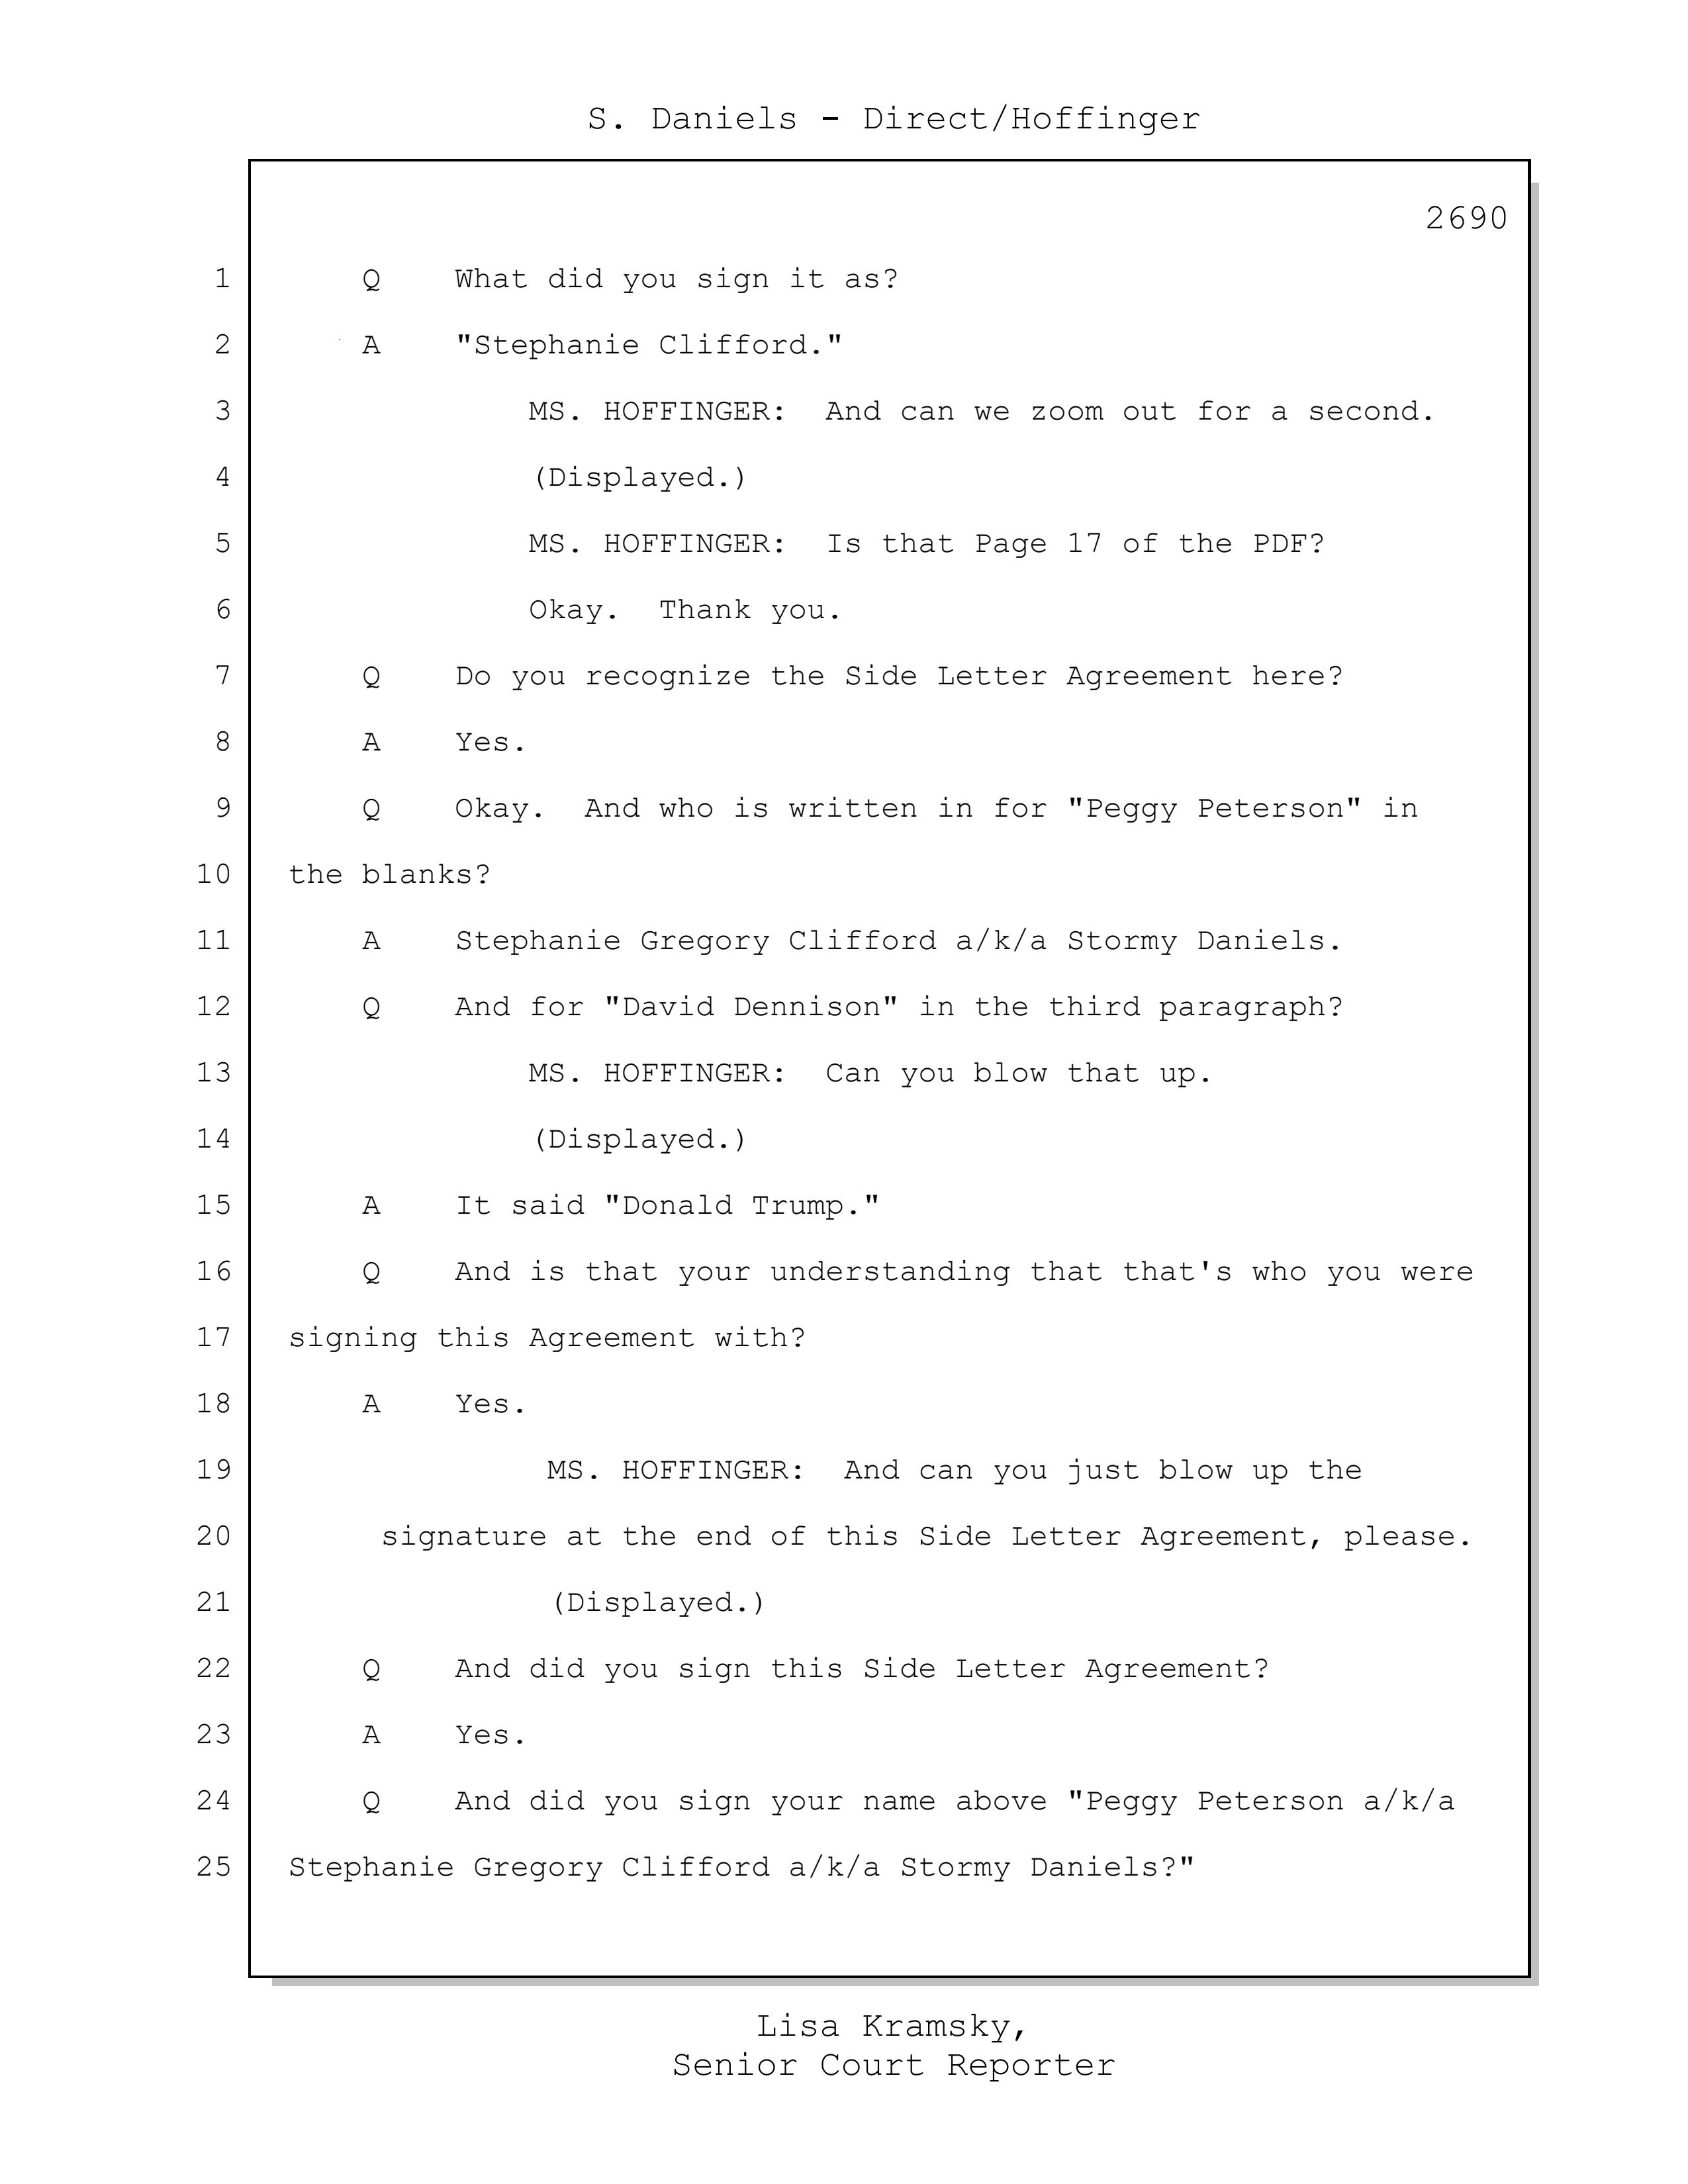 S. Daniels - Direct/Hoffinger
2690
1 Q What did you sign it as?
2 A "Stephanie Clifford."
3 MS. HOFFINGER: And can we zoom out for a second.
4 (Displayed.)
5 MS. HOFFINGER: Is that Page 17 of the PDF?
6 Okay. Thank you.
7 Q Do you recognize the Side Letter Agreement here?
8 A Yes.
9 Q Okay. And who is written in for "Peggy Peterson" in
10 the blanks?
11 A Stephanie Gregory Clifford a/k/a Stormy Daniels.
12 Q And for "David Dennison" in the third paragraph?
13 MS. HOFFINGER: Can you blow that up.
14 (Displayed.)
15 A It said "Donald Trump."
16 Q And is that your understanding that that's who you were
17 signing this Agreement with?
18 A Yes.
19 MS. HOFFINGER: And can you just blow up the
20 signature at the end of this Side Letter Agreement, please.
21 (Displayed.)
22 Q And did you sign this Side Letter Agreement?
23 A Yes.
24 Q And did you sign your name above "Peggy Peterson a/k/a
25 Stephanie Gregory Clifford a/k/a Stormy Daniels?"
Lisa Kramsky,
Senior Court Reporter